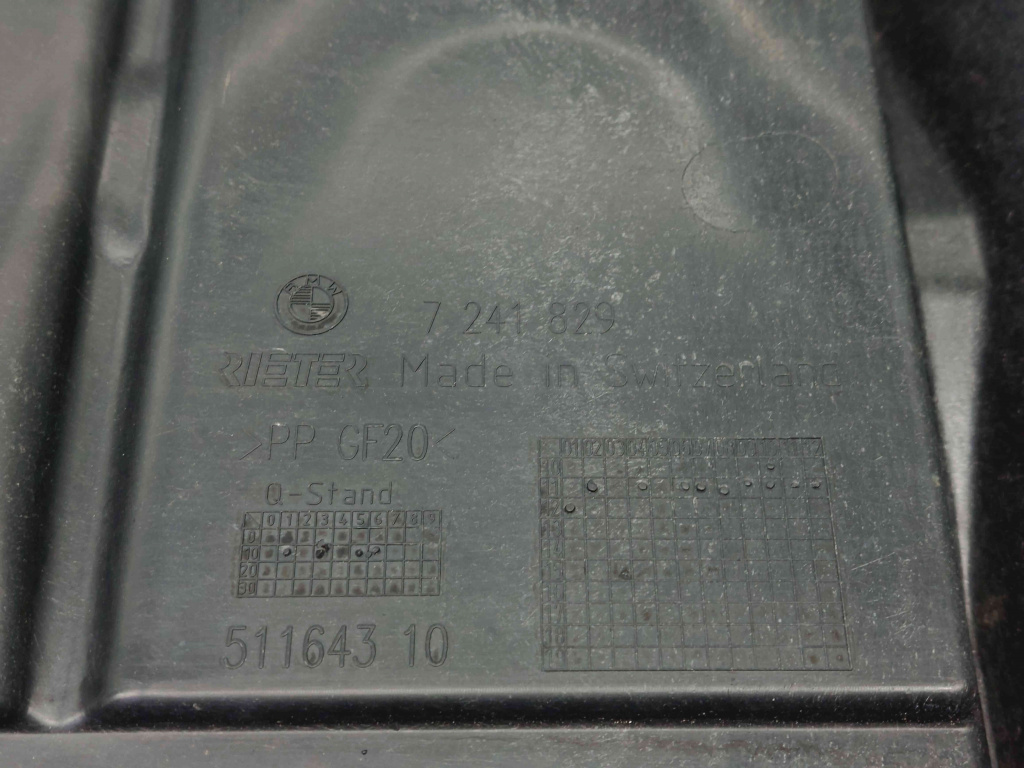 BMW
7 241 829
RIETER Made in Switzerland
>PP GF20<
Q-Stand
0 1 2 3 4 5 6 7 8 9
0
10
20
30
511643 10